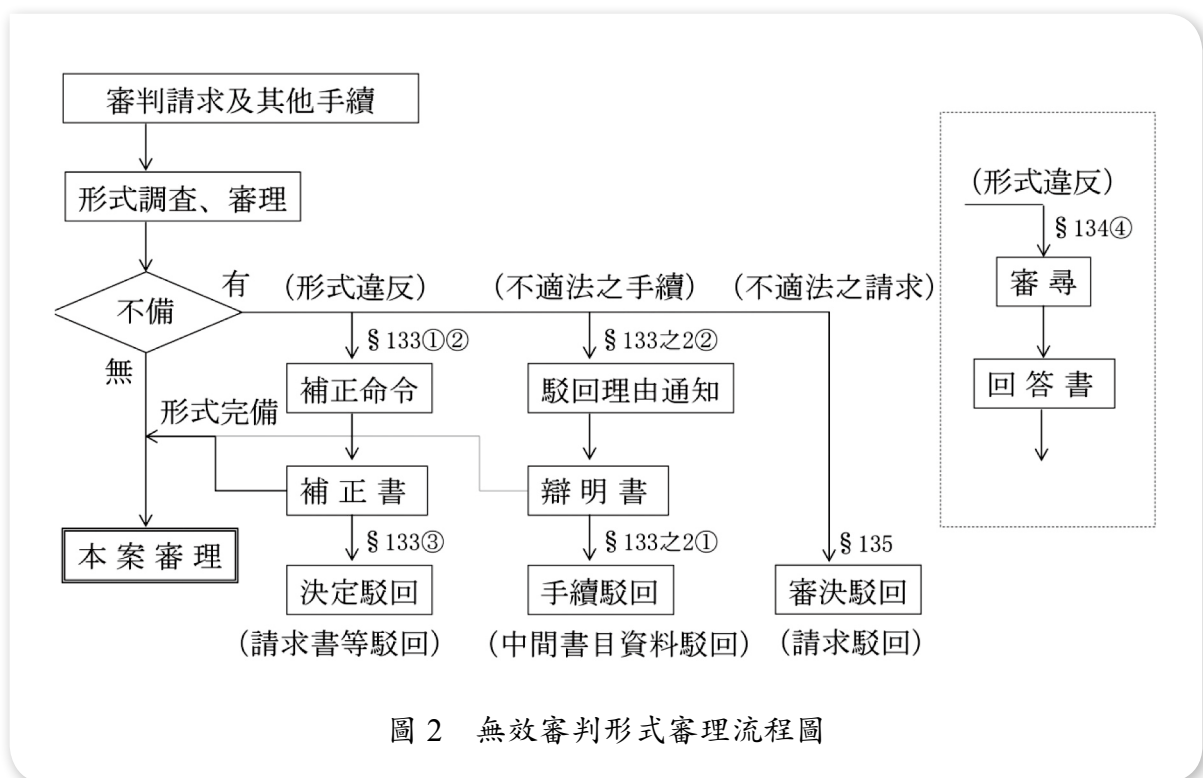 審判請求及其他手續
形式調查、審理
不備
有
無
(形式違反)
§133①②
補正命令
形式完備
補正書
§133③
決定駁回
(請求書等駁回)
(不適法之手續)
§133之2②
駁回理由通知
辯明書
§133之2①
手續駁回
(中間書目資料駁回)
(不適法之請求)
§135
審決駁回
(請求駁回)
本案審理
(形式違反)
§134④
審尋
回答書
圖 2 無效審判形式審理流程圖